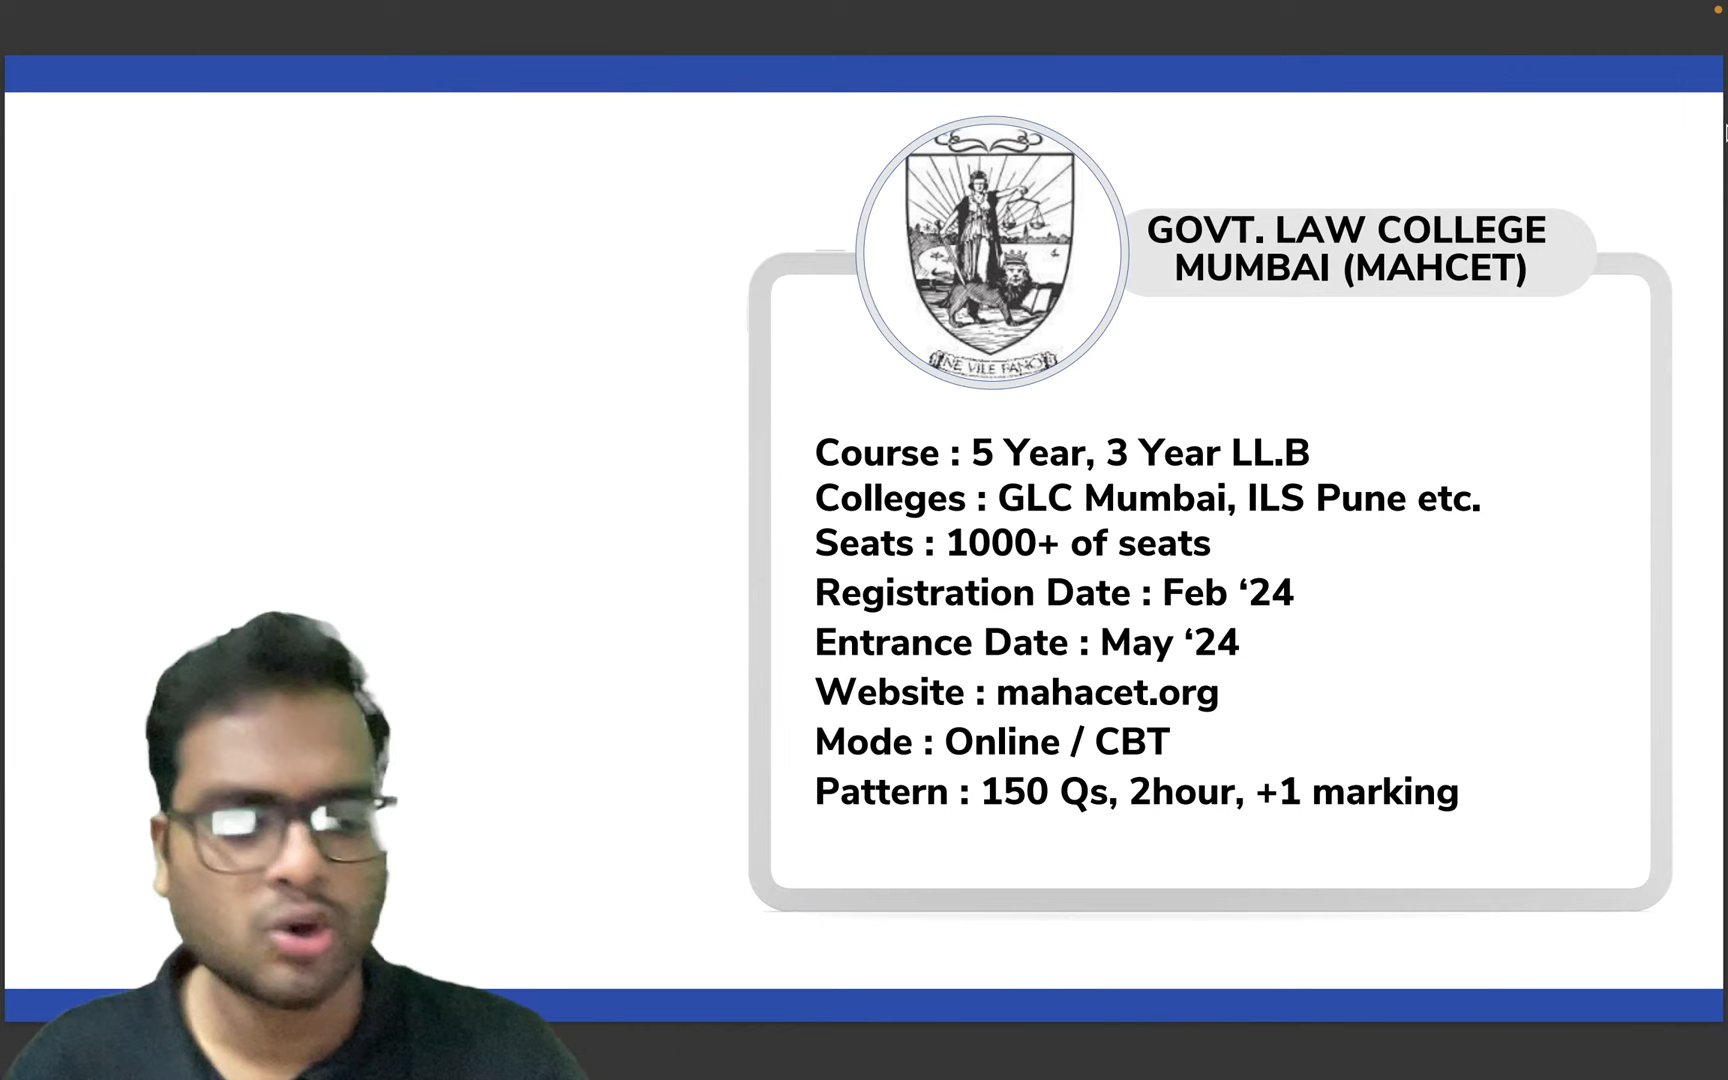 GOVT. LAW COLLEGE
MUMBAI (MAHCET)
NE VILE FANO
Course : 5 Year, 3 Year LL.B
Colleges : GLC Mumbai, ILS Pune etc.
Seats : 1000+ of seats
Registration Date : Feb ‘24
Entrance Date : May ‘24
Website : mahacet.org
Mode : Online / CBT
Pattern : 150 Qs, 2hour, +1 marking